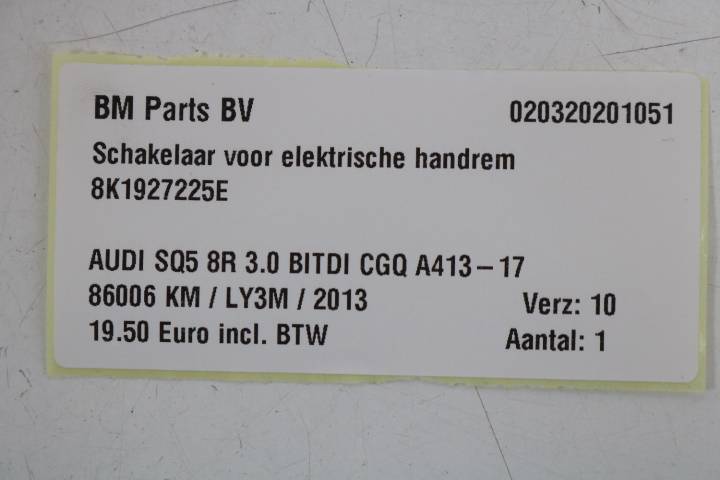 BM Parts BV 020320201051
Schakelaar voor elektrische handrem
8K1927225E
AUDI SQ5 8R 3.0 BITDI CGQ A413-17
86006 KM / LY3M / 2013 Verz: 10
19.50 Euro incl. BTW Aantal: 1